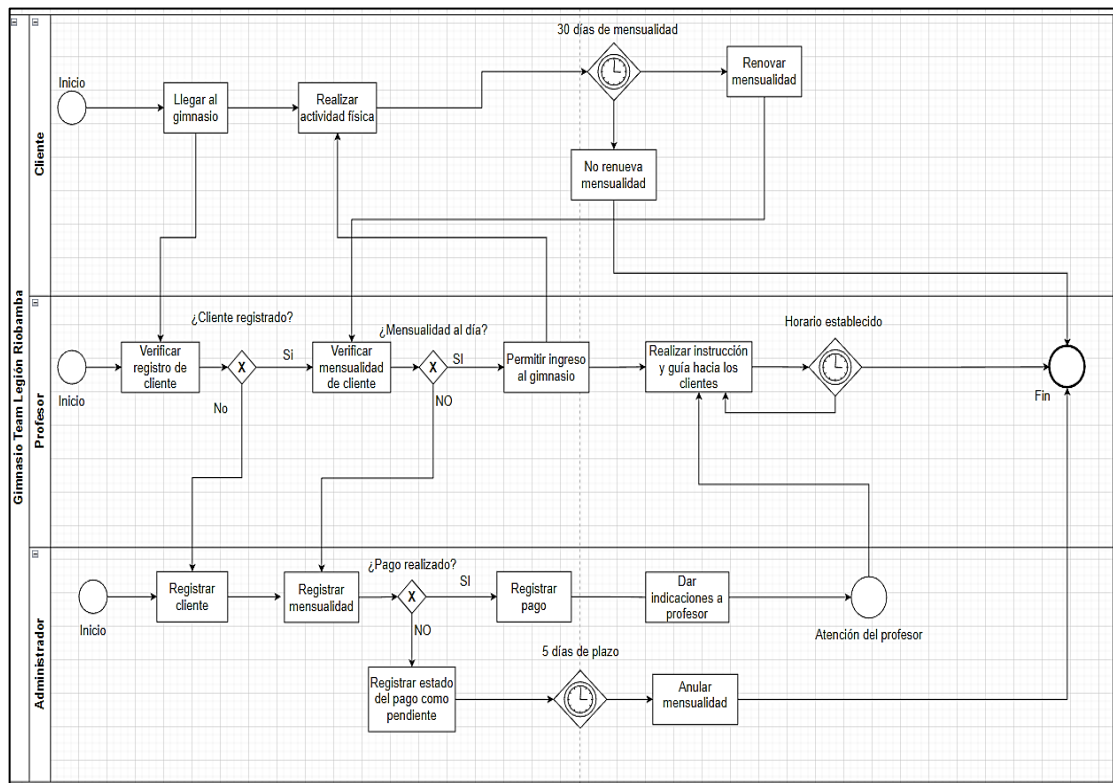 Gimnasio Team Legión Riobamba
Cliente
30 días de mensualidad
Inicio
Llegar al
gimnasio
Realizar
actividad física
Renovar
mensualidad
No renueva
mensualidad
Profesor
¿Cliente registrado?
¿Mensualidad al día?
Horario establecido
Inicio
Verificar
registro de
cliente
X
Si
No
Verificar
mensualidad
de cliente
X
SI
NO
Permitir ingreso
al gimnasio
Realizar instrucción
y guía hacia los
clientes
Fin
Administrador
¿Pago realizado?
Inicio
Registrar
cliente
Registrar
mensualidad
X
SI
NO
Registrar
pago
Dar
indicaciones a
profesor
Atención del profesor
Registrar estado
del pago como
pendiente
5 días de plazo
Anular
mensualidad